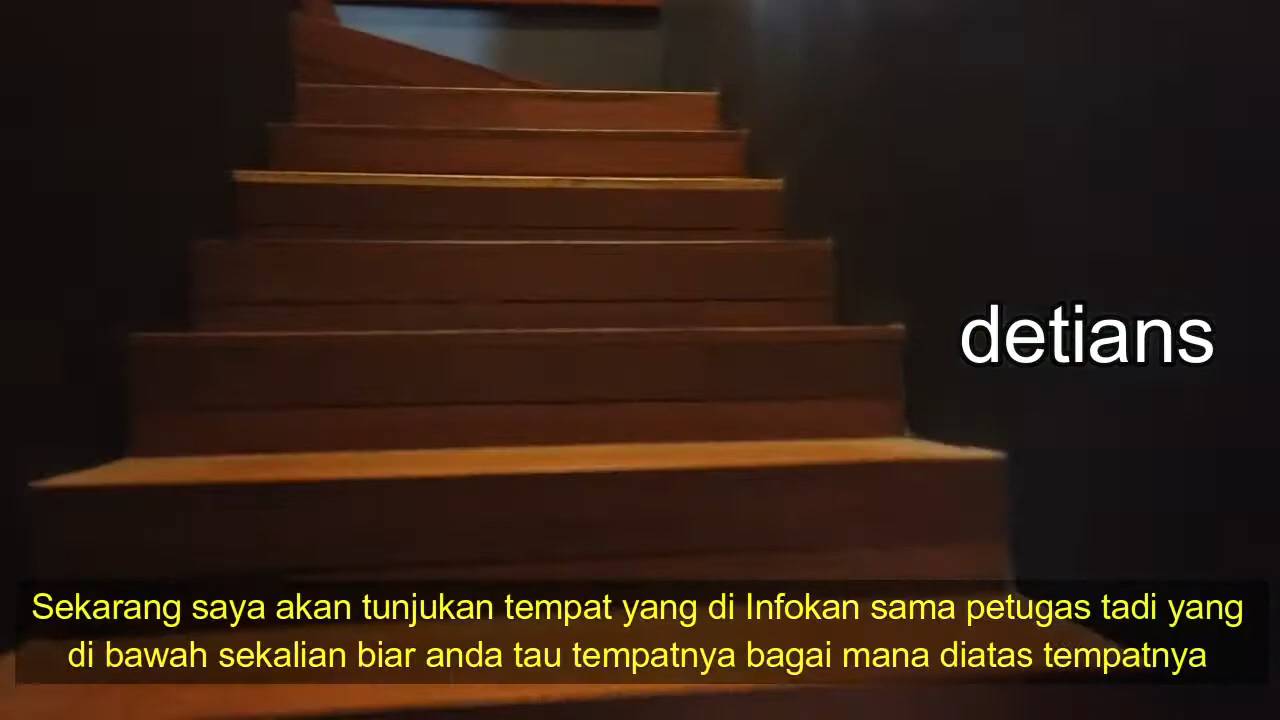 detians
Sekarang saya akan tunjukan tempat yang di Infokan sama petugas tadi yang
di bawah sekalian biar anda tau tempatnya bagai mana diatas tempatnya